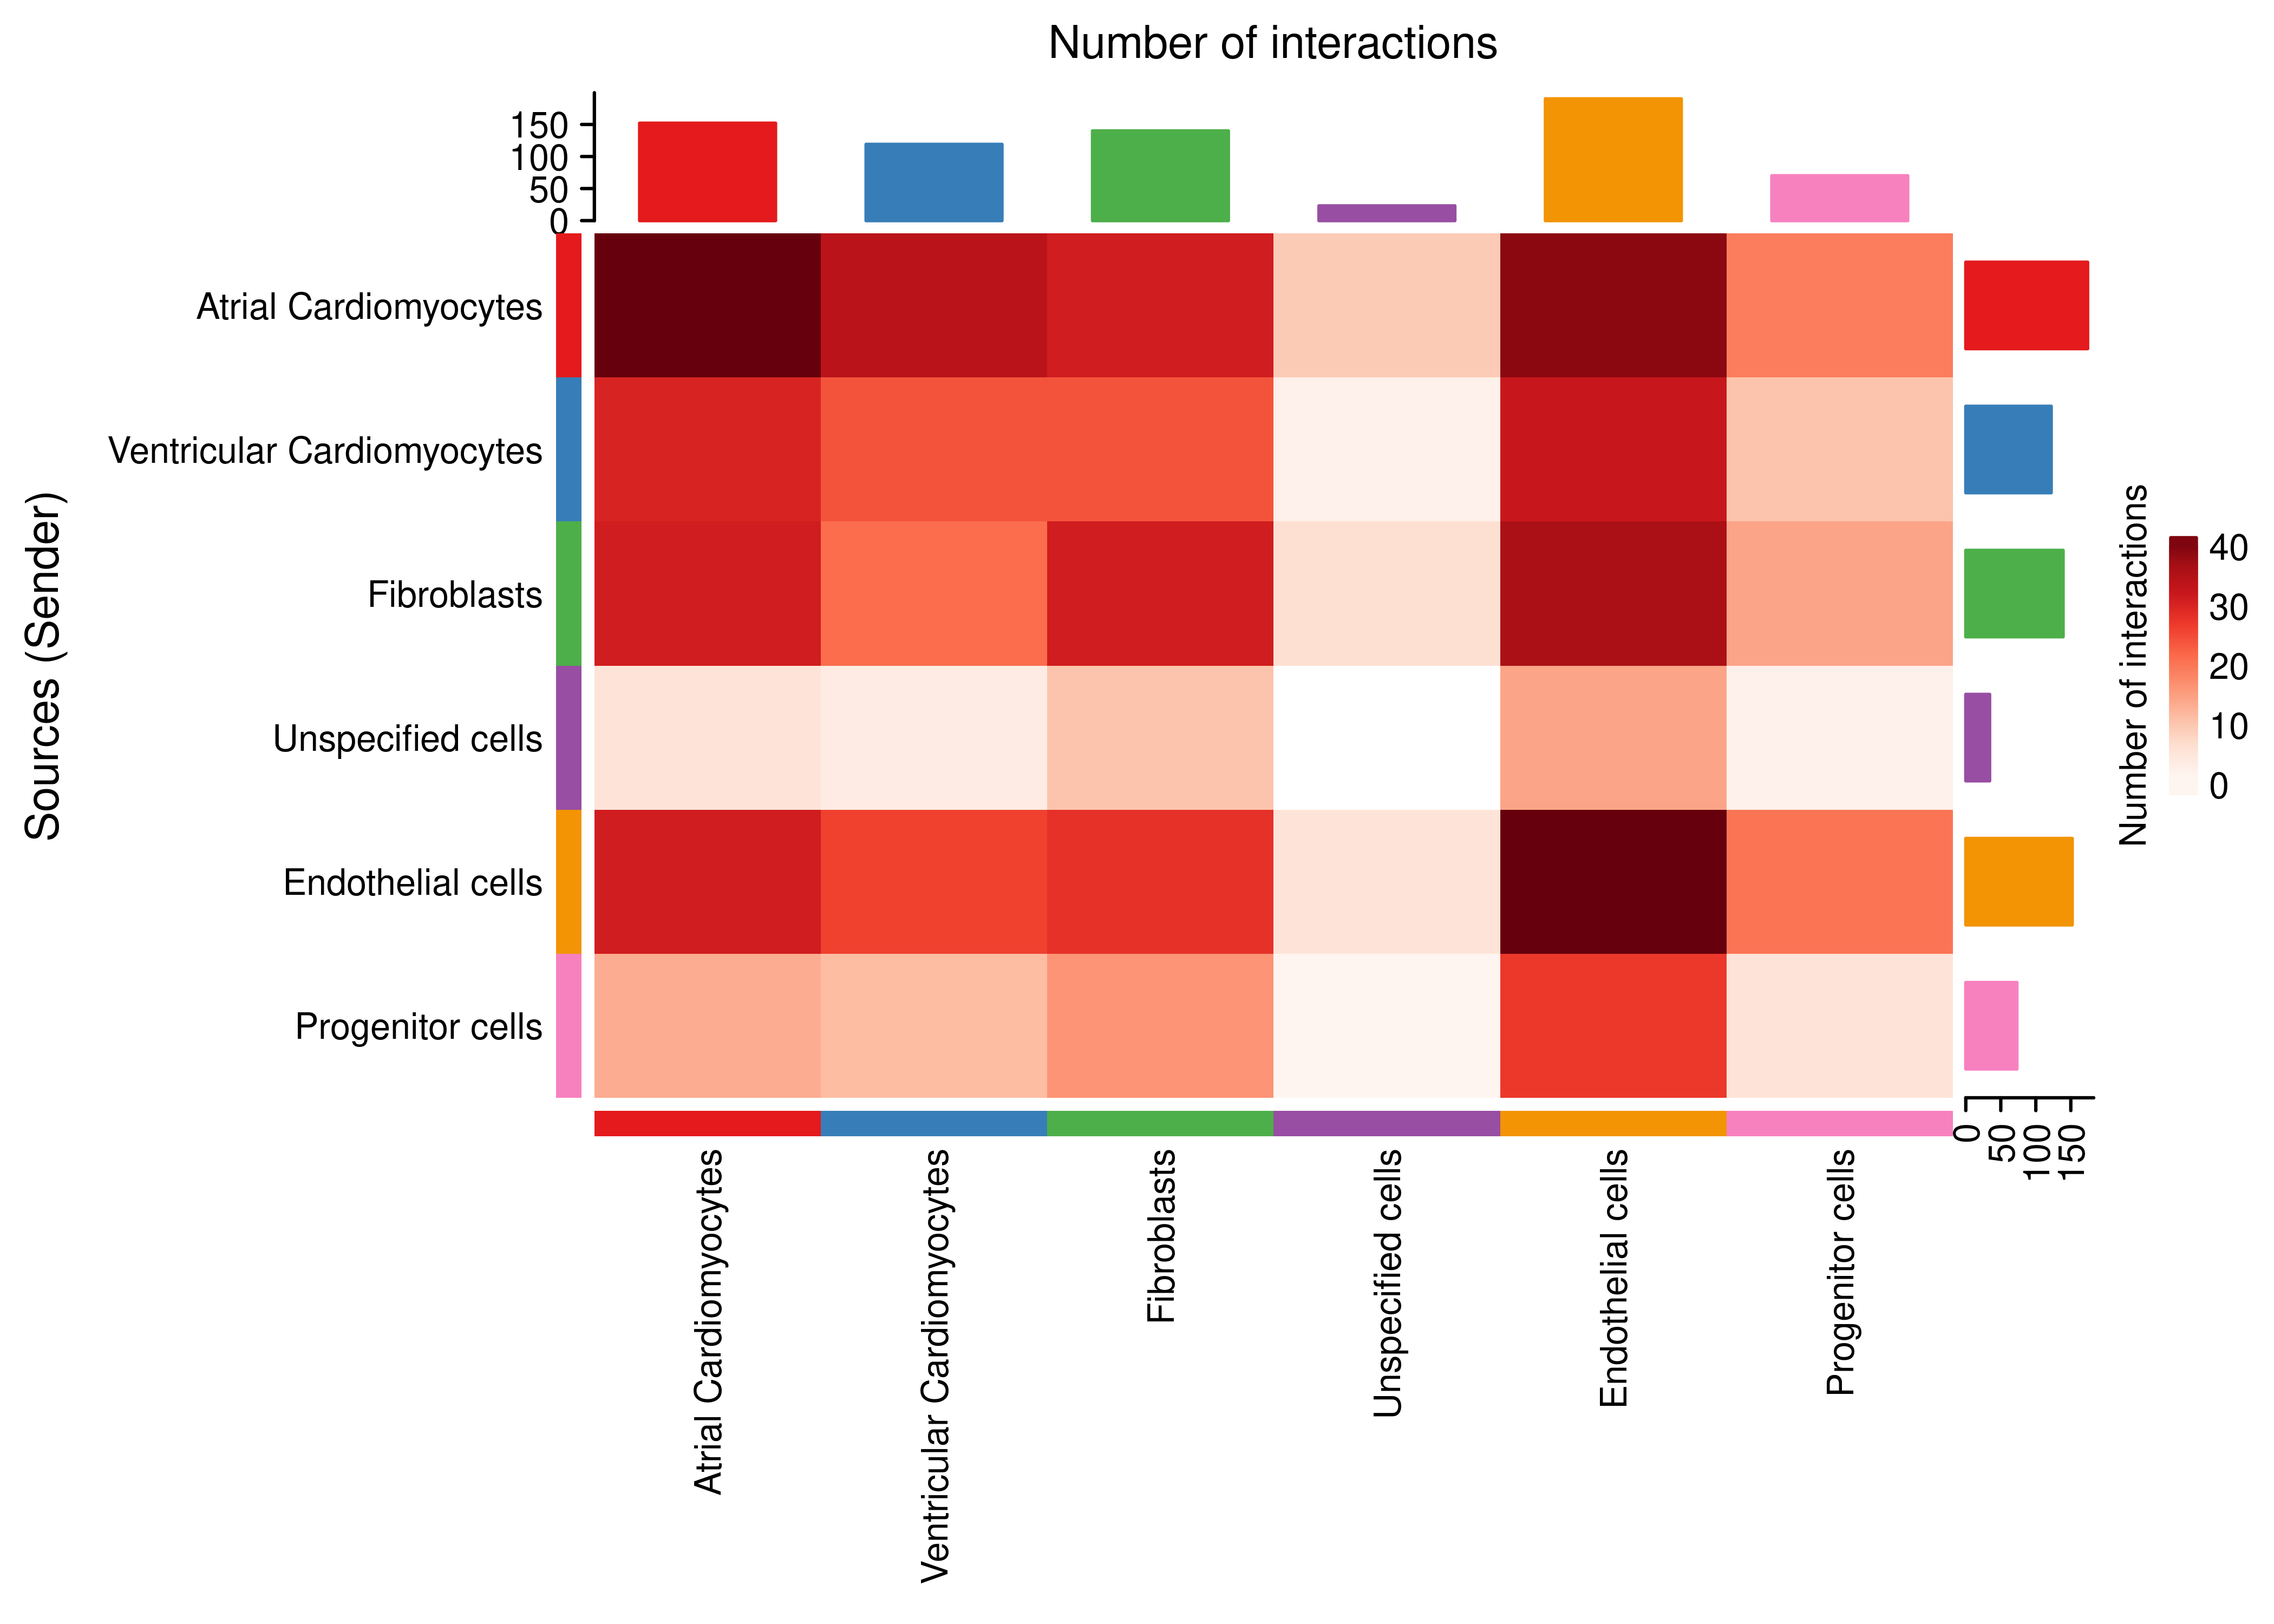 Number of interactions
150
100
50
0
Atrial Cardiomyocytes
Ventricular Cardiomyocytes
Fibroblasts
Unspecified cells
Endothelial cells
Progenitor cells
Sources (Sender)
Atrial Cardiomyocytes
Ventricular Cardiomyocytes
Fibroblasts
Unspecified cells
Endothelial cells
Progenitor cells
0
50
100
150
Number of interactions
40
30
20
10
0